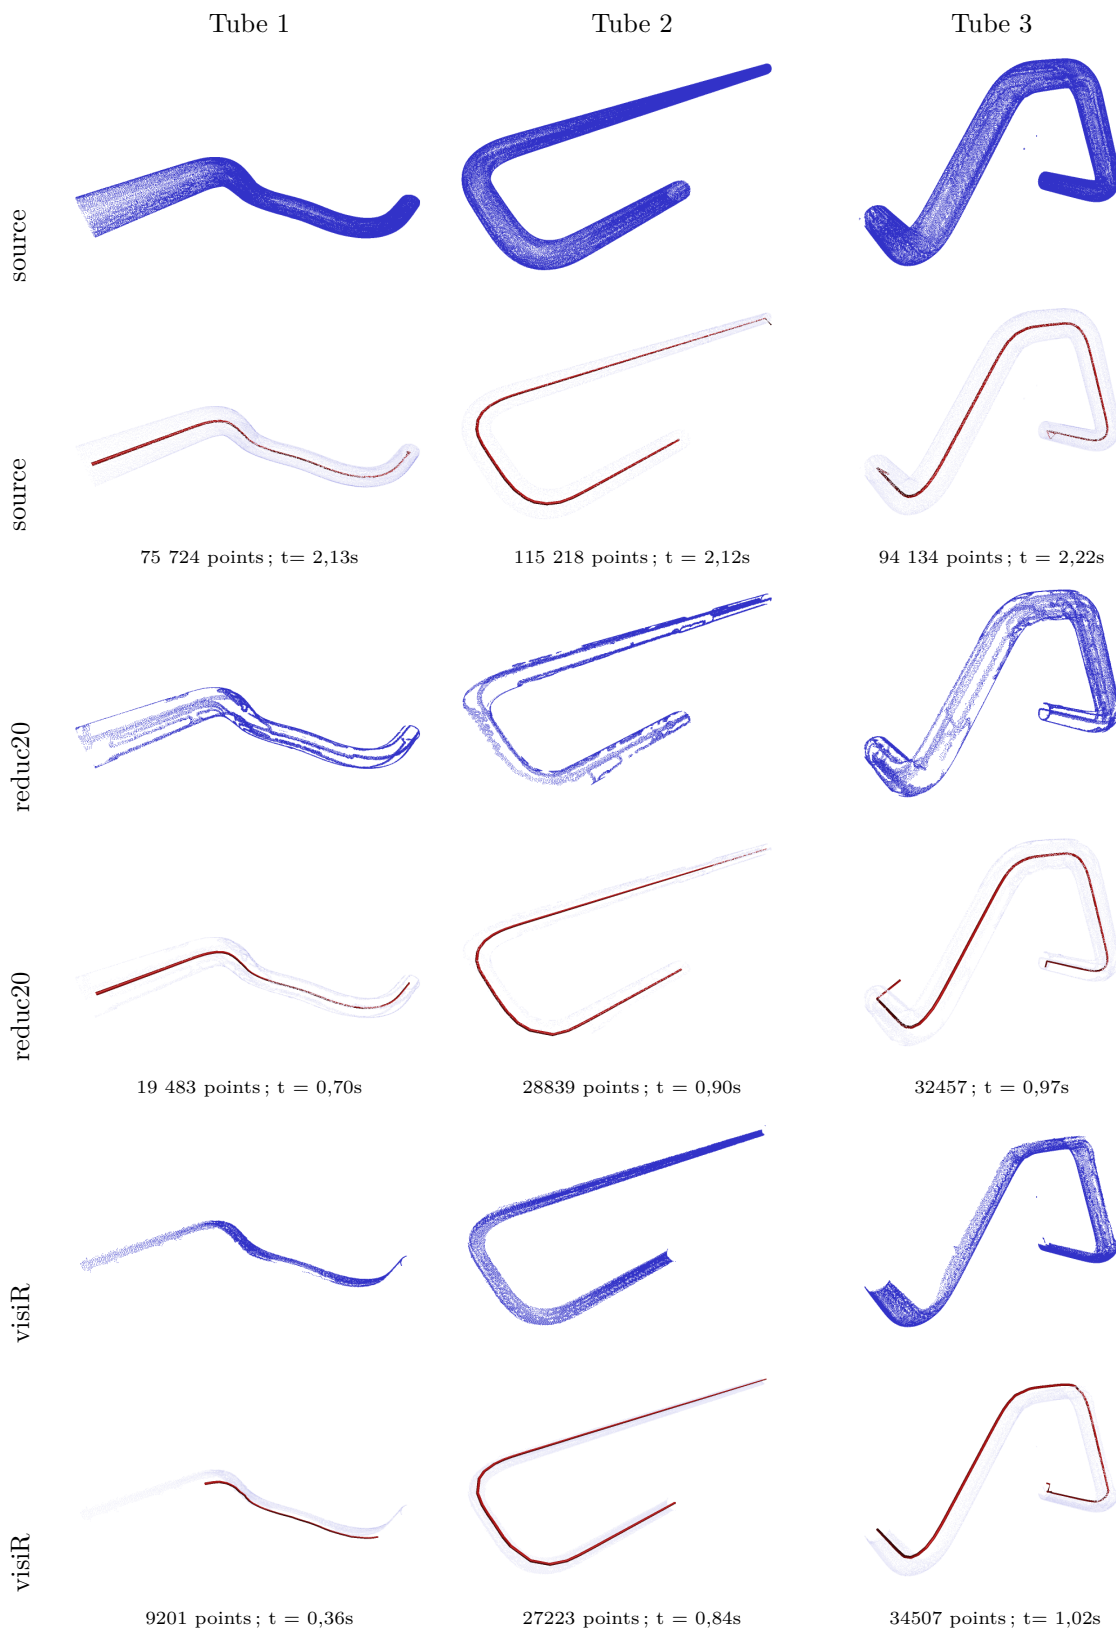 Tube 1 Tube 2 Tube 3
source
source
75 724 points ; t= 2,13s 115 218 points ; t = 2,12s 94 134 points ; t = 2,22s
reduc20
reduc20
19 483 points ; t = 0,70s 28839 points ; t = 0,90s 32457 ; t = 0,97s
visiR
visiR
9201 points ; t = 0,36s 27223 points ; t = 0,84s 34507 points ; t= 1,02s